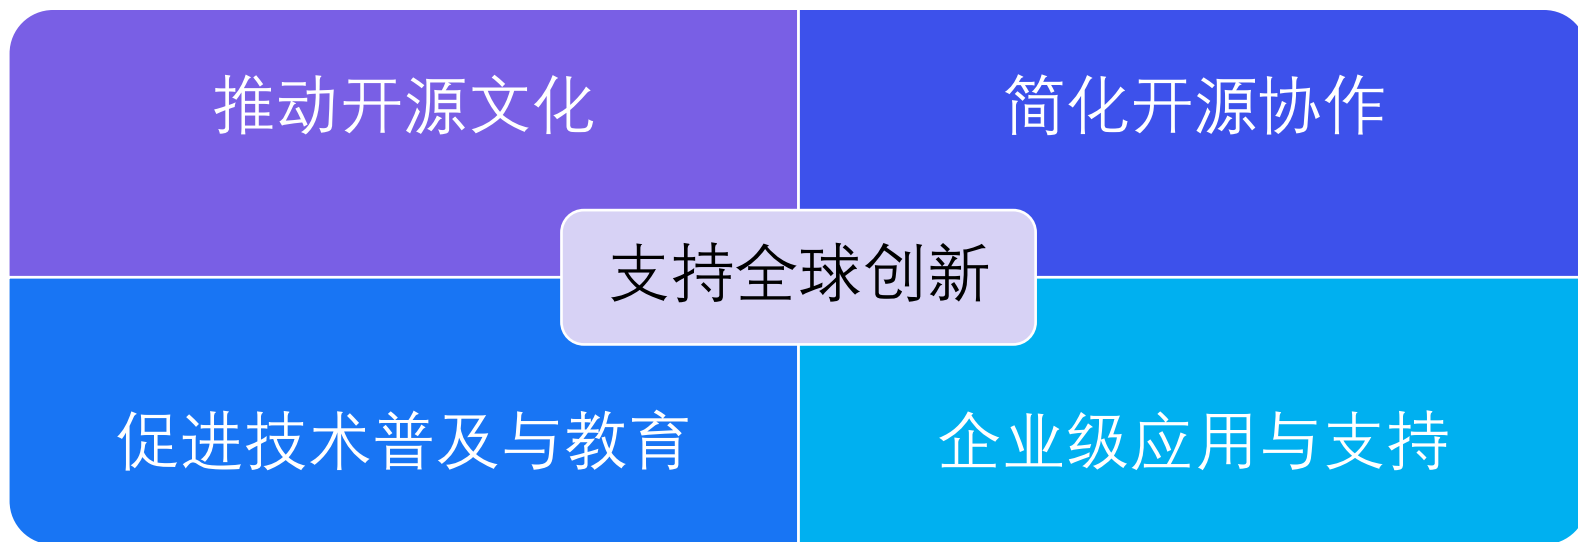 推动开源文化
简化开源协作
支持全球创新
促进技术普及与教育
企业级应用与支持